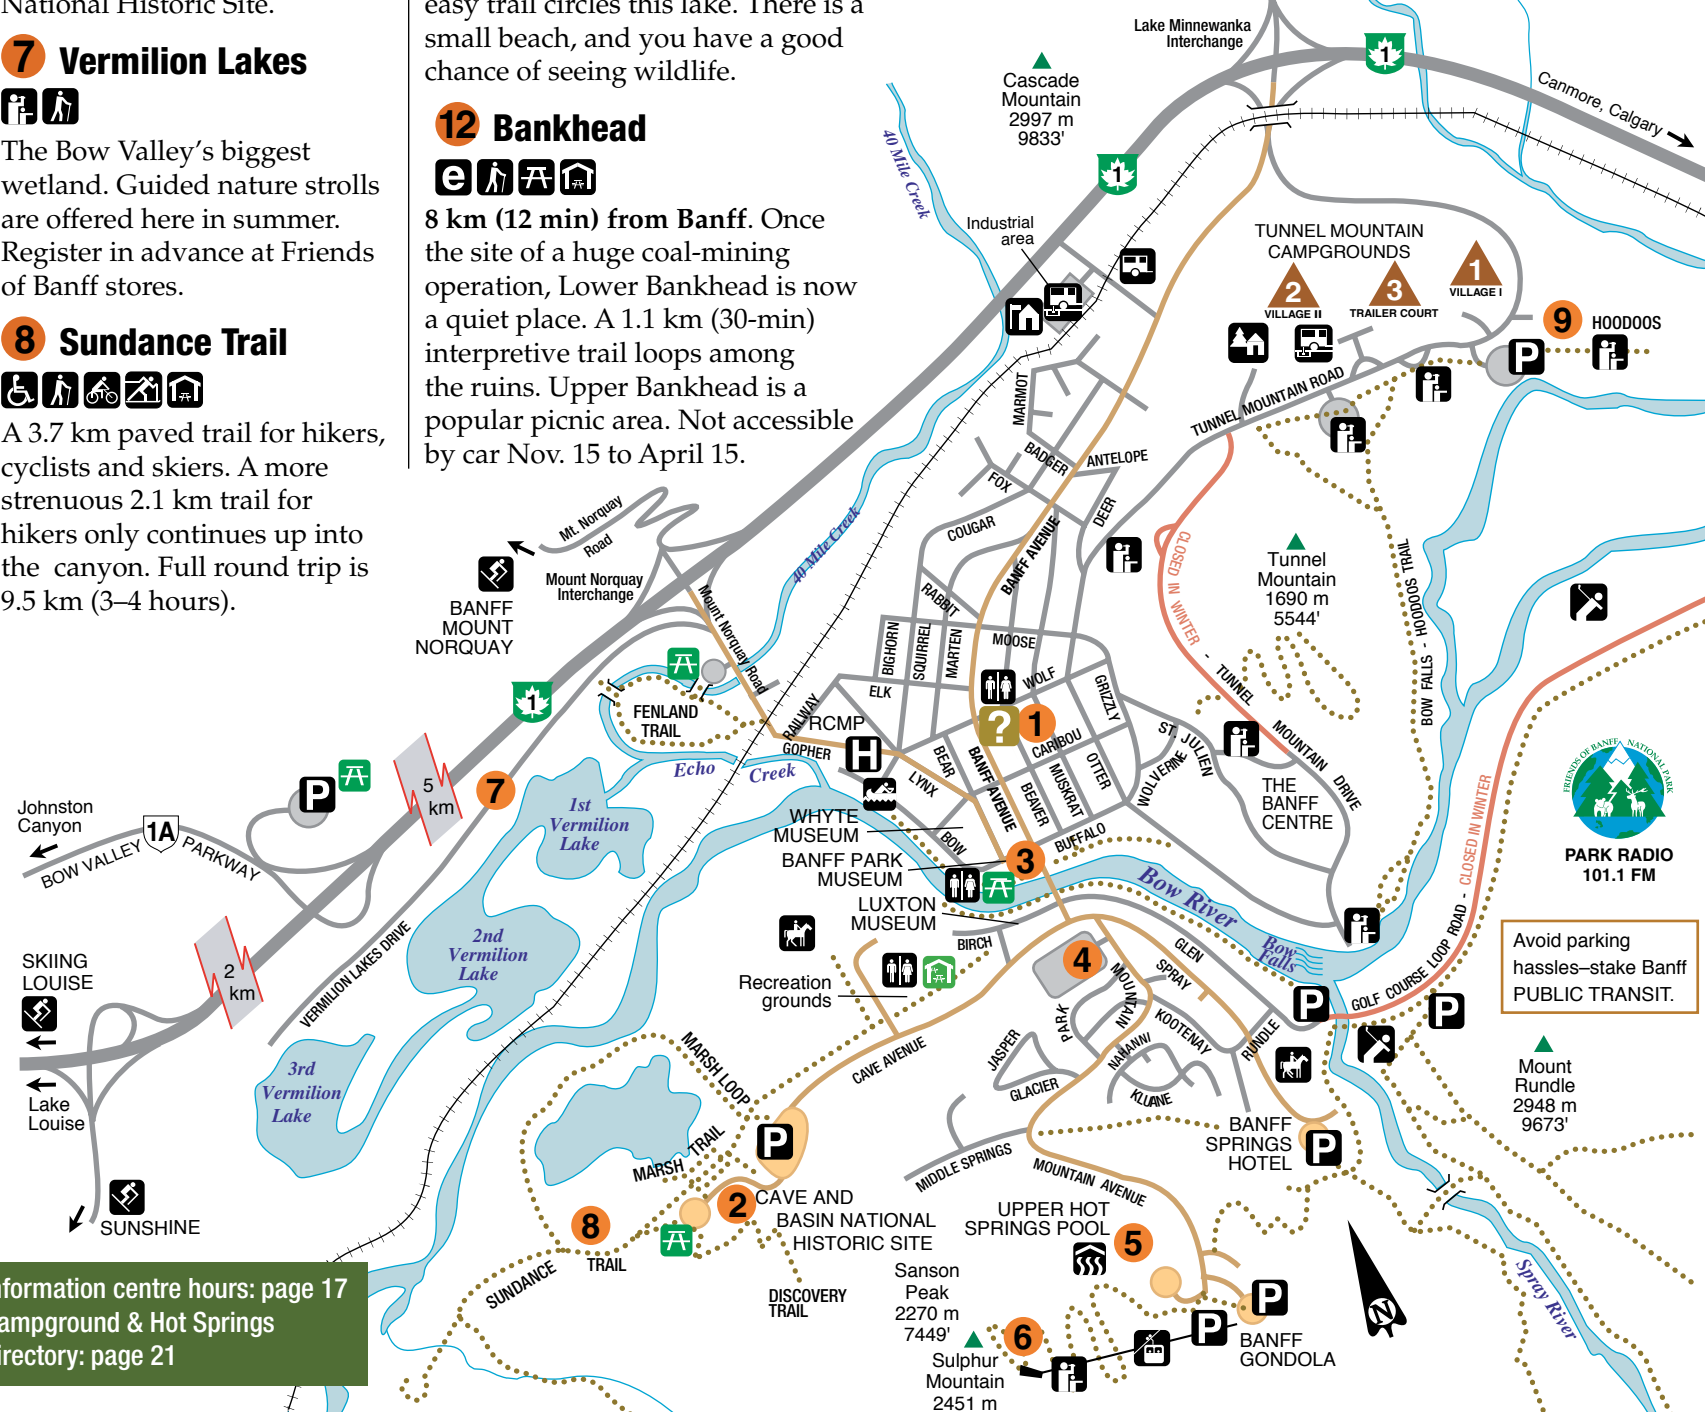 National Historic Site.
7 Vermilion Lakes
The Bow Valley's biggest
wetland. Guided nature strolls
are offered here in summer.
Register in advance at Friends
of Banff stores.
8 Sundance Trail
A 3.7 km paved trail for hikers,
cyclists and skiers. A more
strenuous 2.1 km trail for
hikers only continues up into
the canyon. Full round trip is
9.5 km (3–4 hours).
easy trail circles this lake. There is a
small beach, and you have a good
chance of seeing wildlife.
12 Bankhead
e
8 km (12 min) from Banff. Once
the site of a huge coal-mining
operation, Lower Bankhead is now
a quiet place. A 1.1 km (30-min)
interpretive trail loops among
the ruins. Upper Bankhead is a
popular picnic area. Not accessible
by car Nov. 15 to April 15.
Lake Minnewanka
Interchange
1
Canmore, Calgary
Cascade
Mountain
2997 m
9833'
1
40 Mile Creek
Industrial
area
TUNNEL MOUNTAIN
CAMPGROUNDS
1
VILLAGE I
2
VILLAGE II
3
TRAILER COURT
9 HOODOOS
P
TUNNEL MOUNTAIN ROAD
MARMOT
BADGER
ANTELOPE
FOX
DEER
COUGAR
BANFF AVENUE
RABBIT
CLOSED IN WINTER - TUNNEL MOUNTAIN DRIVE
Tunnel
Mountain
1690 m
5544'
BOW FALLS - HOODOOS TRAIL
Mt. Norquay
Road
40 Mile Creek
Mount Norquay
Interchange
BANFF
MOUNT
NORQUAY
Mount Norquay Road
BIGHORN
SQUIRREL
MARTEN
MOOSE
ELK
WOLF
GRIZZLY
1
FENLAND
TRAIL
RAILWAY
RCMP
GOPHER
H
? 1
CARIBOU
ST. JULIEN
WOLVERINE
OTTER
MUSKRAT
BEAVER
BANFF AVENUE
BEAR
LYNX
BUFFALO
BOW
Echo Creek
THE
BANFF
CENTRE
5
km
7
1st
Vermilion
Lake
P
Johnston
Canyon
1A
BOW VALLEY PARKWAY
WHYTE
MUSEUM
BANFF PARK
MUSEUM
3
LUXTON
MUSEUM
Bow River
Bow
Falls
FRIENDS OF BANFF NATIONAL PARK
PARK RADIO
101.1 FM
GOLF COURSE LOOP ROAD - CLOSED IN WINTER
Avoid parking
hassles–stake Banff
PUBLIC TRANSIT.
2nd
Vermilion
Lake
VERMILION LAKES DRIVE
SKIING
LOUISE
2
km
BIRCH
Recreation
grounds
4
GLEN
SPRAY
MOUNTAIN
PARK
KOOTENAY
RUNDLE
P
P
JASPER
NAHANNI
GLACIER
KLUANE
CAVE AVENUE
MARSH LOOP
Lake
Louise
3rd
Vermilion
Lake
Mount
Rundle
2948 m
9673'
P
MARSH TRAIL
BANFF
SPRINGS
HOTEL
P
MIDDLE SPRINGS
MOUNTAIN AVENUE
SUNSHINE
8
2 CAVE AND
BASIN NATIONAL
HISTORIC SITE
UPPER HOT
SPRINGS POOL
5
SUNDANCE TRAIL
DISCOVERY
TRAIL
Sanson
Peak
2270 m
7449'
6
Sulphur
Mountain
2451 m
P
P
BANFF
GONDOLA
N
Spray River
nformation centre hours: page 17
ampground & Hot Springs
irectory: page 21